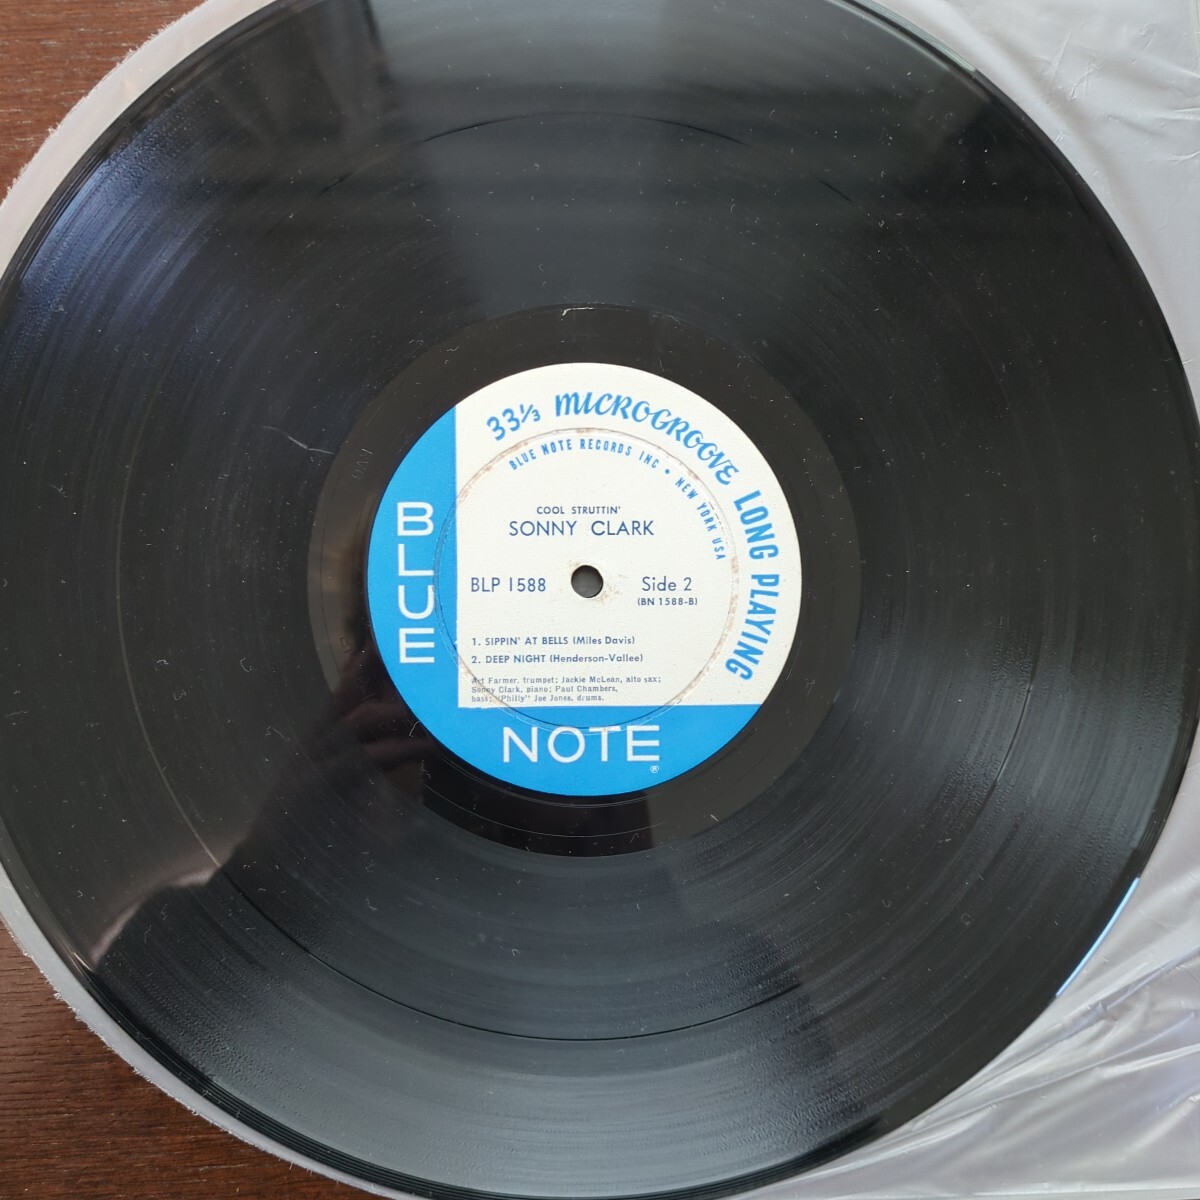 33 1/3 MICROGROOVE LONG PLAYING
BLUE NOTE RECORDS INC • NEW YORK USA
COOL STRUTTIN'
SONNY CLARK
BLP 1588
Side 2
(BN 1588-B)
1. SIPPIN' AT BELLS (Miles Davis)
2. DEEP NIGHT (Henderson-Vallee)
Art Farmer, trumpet; Jackie McLean, alto sax;
Sonny Clark, piano; Paul Chambers,
bass; "Philly" Joe Jones, drums.
BLUE
NOTE
®